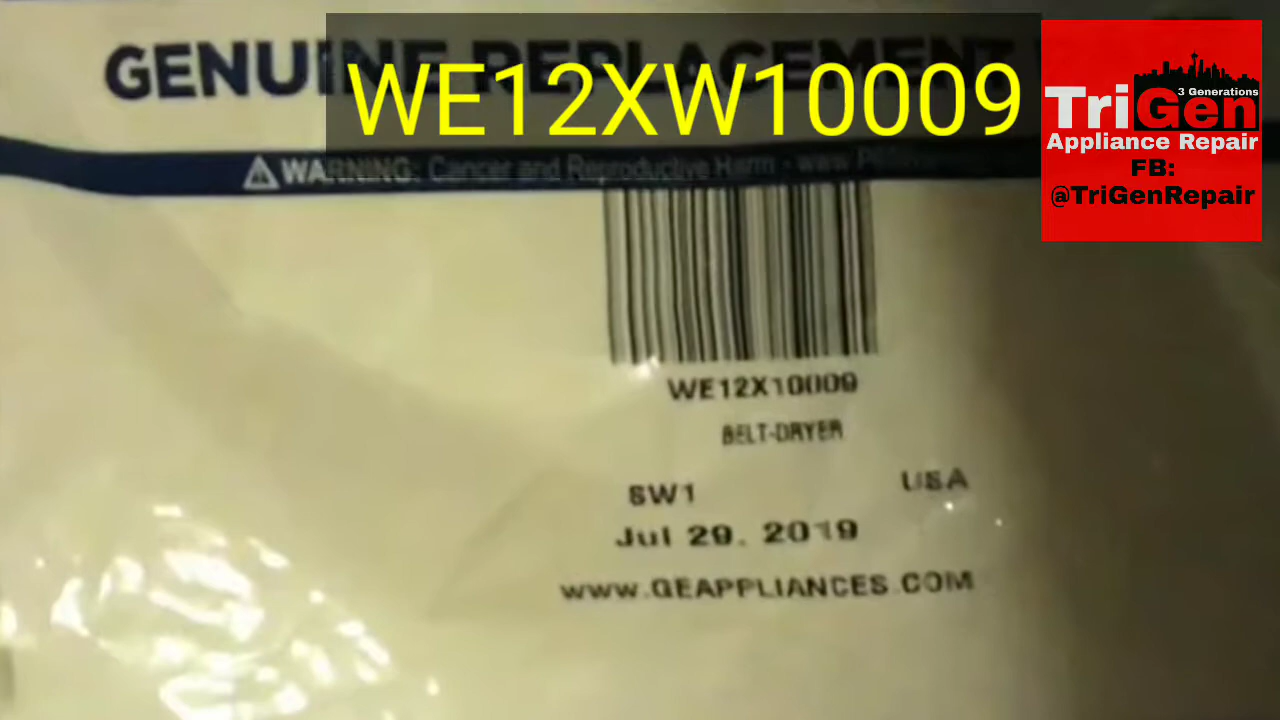 GENUINE REPLACEMENT
WE12XW10009
3 Generations
TriGen
Appliance Repair
FB:
@TriGenRepair
WARNING: Cancer and Reproductive Harm - www.
WE12X10009
BELT-DRYER
SW1 USA
Jul 29, 2019
www.GEAPPLIANCES.COM